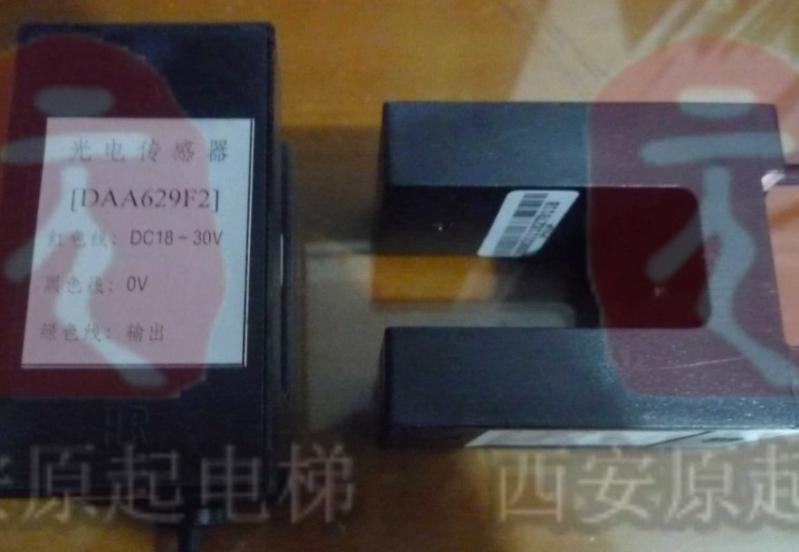 光电传感器
[DAA629F2]
红色线: DC18~30V
黑色线: 0V
绿色线: 输出
安原起电梯
西安原起